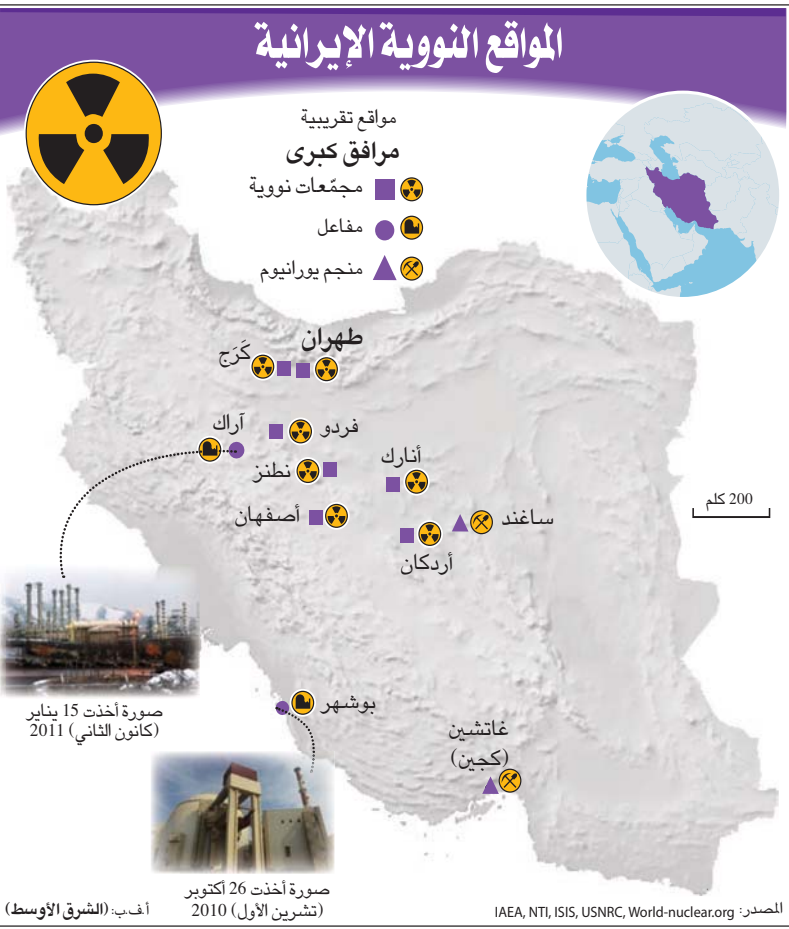 المواقع النووية الإيرانية
مواقع تقريبية
مرافق كبرى
مجمّعات نووية
مفاعل
منجم يورانيوم
طهران
كَرَج
آراك
فردو
نطنز
أنارك
أصفهان
ساغند
أردكان
200 كلم
بوشهر
غاتشين
(كجين)
صورة أخذت 15 يناير
(كانون الثاني) 2011
صورة أخذت 26 أكتوبر
(تشرين الأول) 2010
المصدر: IAEA, NTI, ISIS, USNRC, World-nuclear.org
أ.ف.ب: (الشرق الأوسط)